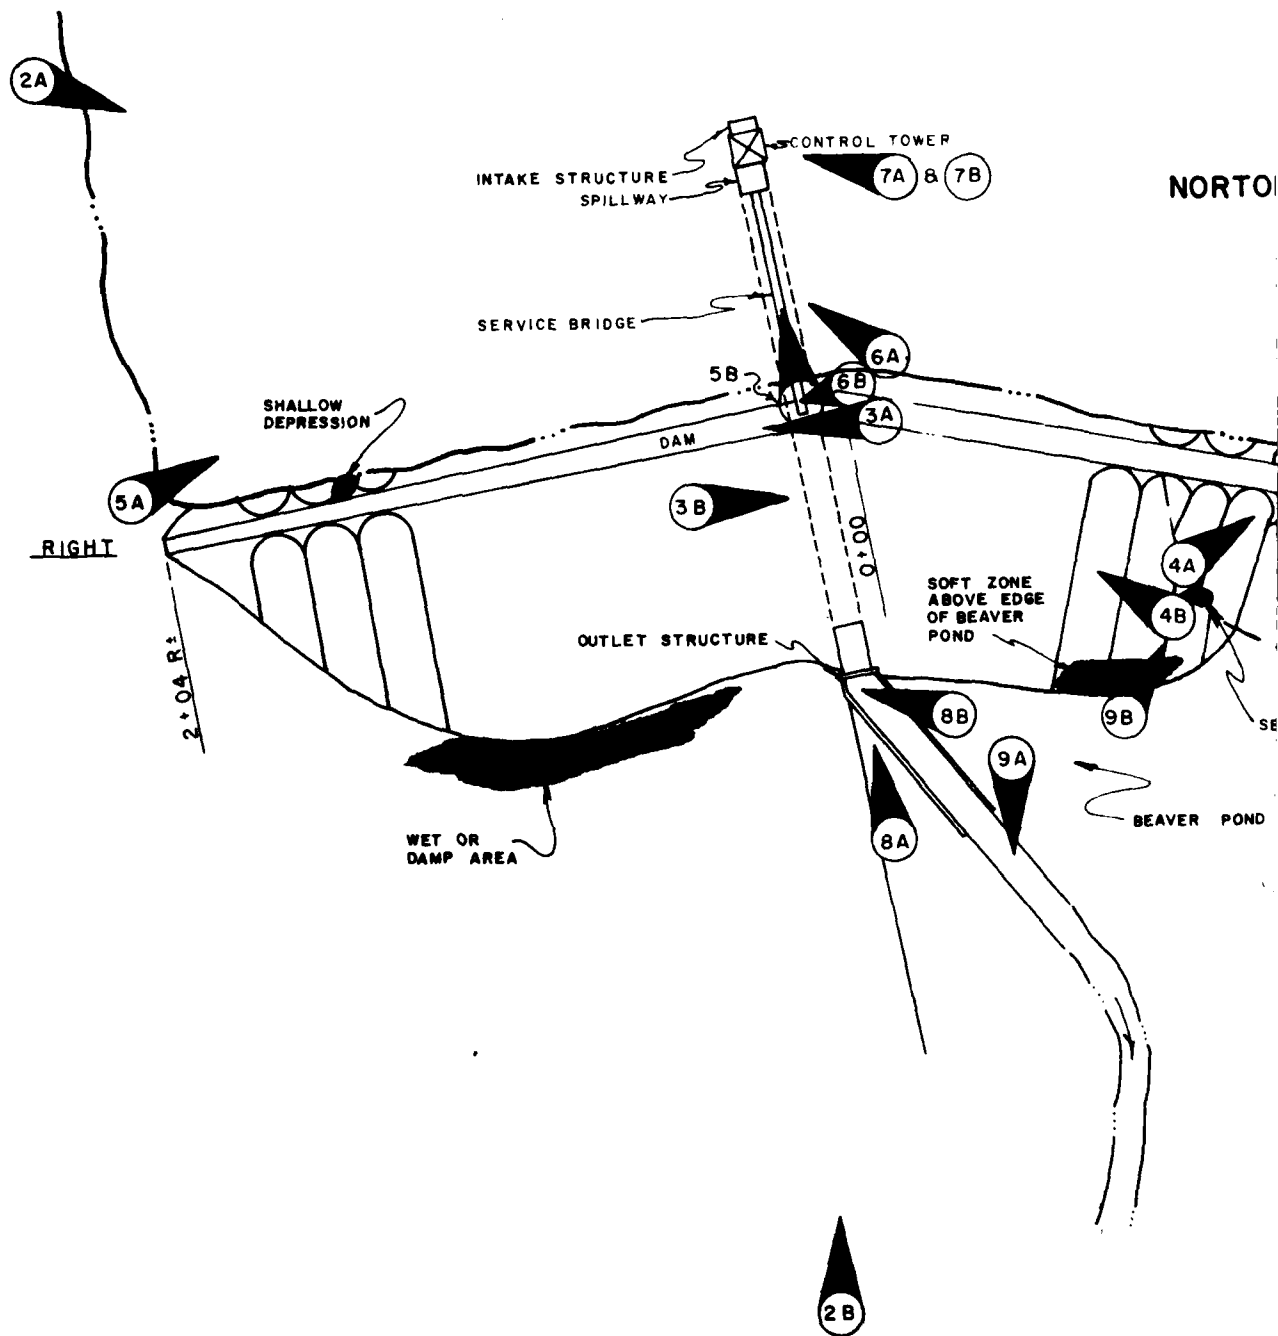 2A
CONTROL TOWER
INTAKE STRUCTURE
SPILLWAY
7A & 7B
SERVICE BRIDGE
6A
5B
6B
3A
SHALLOW
DEPRESSION
DAM
5A
3B
RIGHT
0+00
4A
SOFT ZONE
ABOVE EDGE
OF BEAVER
POND
4B
OUTLET STRUCTURE
2+04 R±
8B
9B
9A
BEAVER POND
8A
WET OR
DAMP AREA
2B